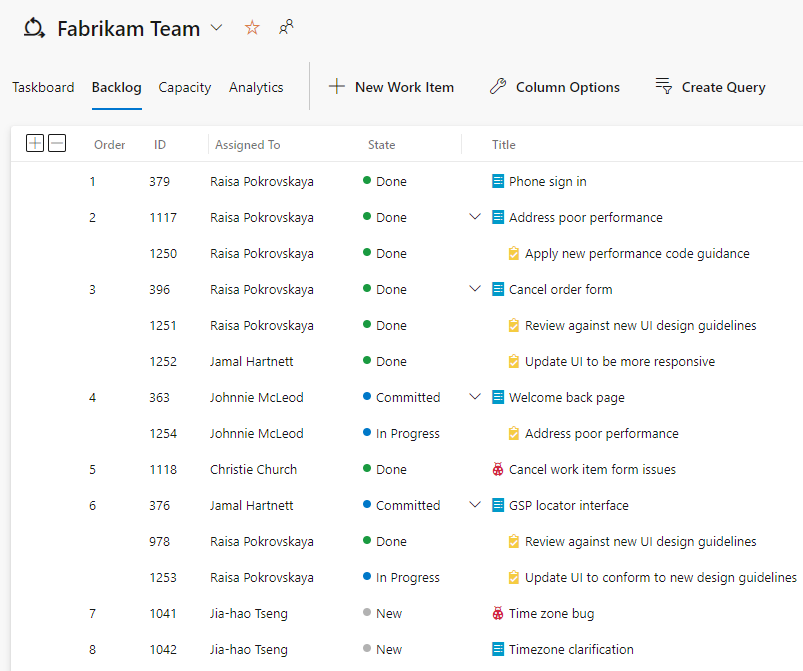 Fabrikam Team
Taskboard Backlog Capacity Analytics New Work Item Column Options Create Query
Order ID Assigned To State Title
1 379 Raisa Pokrovskaya Done Phone sign in
2 1117 Raisa Pokrovskaya Done Address poor performance
1250 Raisa Pokrovskaya Done Apply new performance code guidance
3 396 Raisa Pokrovskaya Done Cancel order form
1251 Raisa Pokrovskaya Done Review against new UI design guidelines
1252 Jamal Hartnett Done Update UI to be more responsive
4 363 Johnnie McLeod Committed Welcome back page
1254 Johnnie McLeod In Progress Address poor performance
5 1118 Christie Church Done Cancel work item form issues
6 376 Jamal Hartnett Committed GSP locator interface
978 Raisa Pokrovskaya Done Review against new UI design guidelines
1253 Raisa Pokrovskaya In Progress Update UI to conform to new design guidelines
7 1041 Jia-hao Tseng New Time zone bug
8 1042 Jia-hao Tseng New Timezone clarification